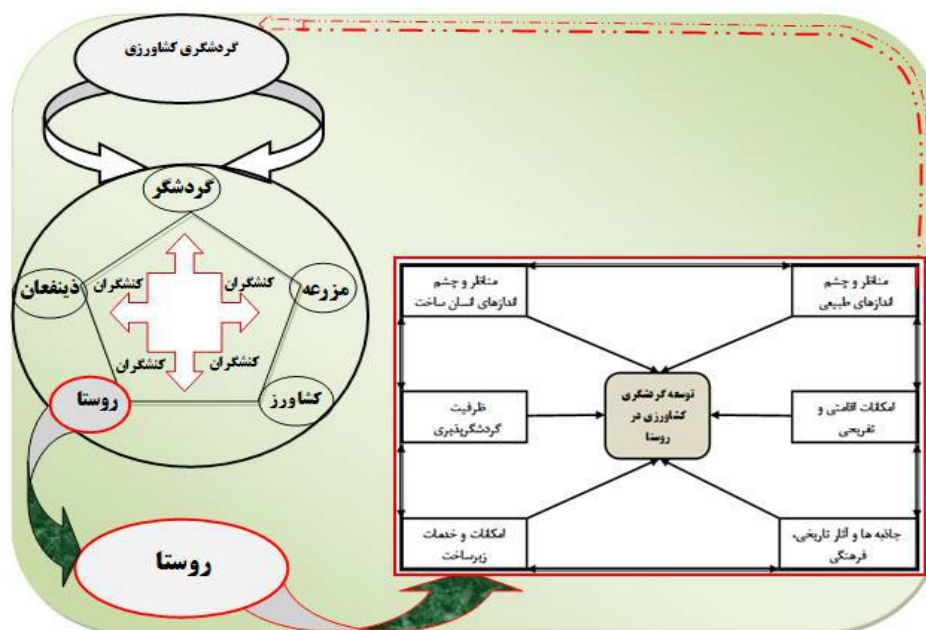 گردشگری کشاورزی
گردشگر
ذینفعان
کنشگران
کنشگران
مزرعه
کنشگران
کنشگران
روستا
کشاورز
روستا
مناظر و چشم
اندازهای طبیعی
مناظر و چشم
اندازهای انسان ساخت
توسعه گردشگری
کشاورزی در
روستا
امکانات اقامتی و
تفریحی
ظرفیت
گردشگرپذیری
جاذبه ها و آثار تاریخی،
فرهنگی
امکانات و خدمات
زیرساخت